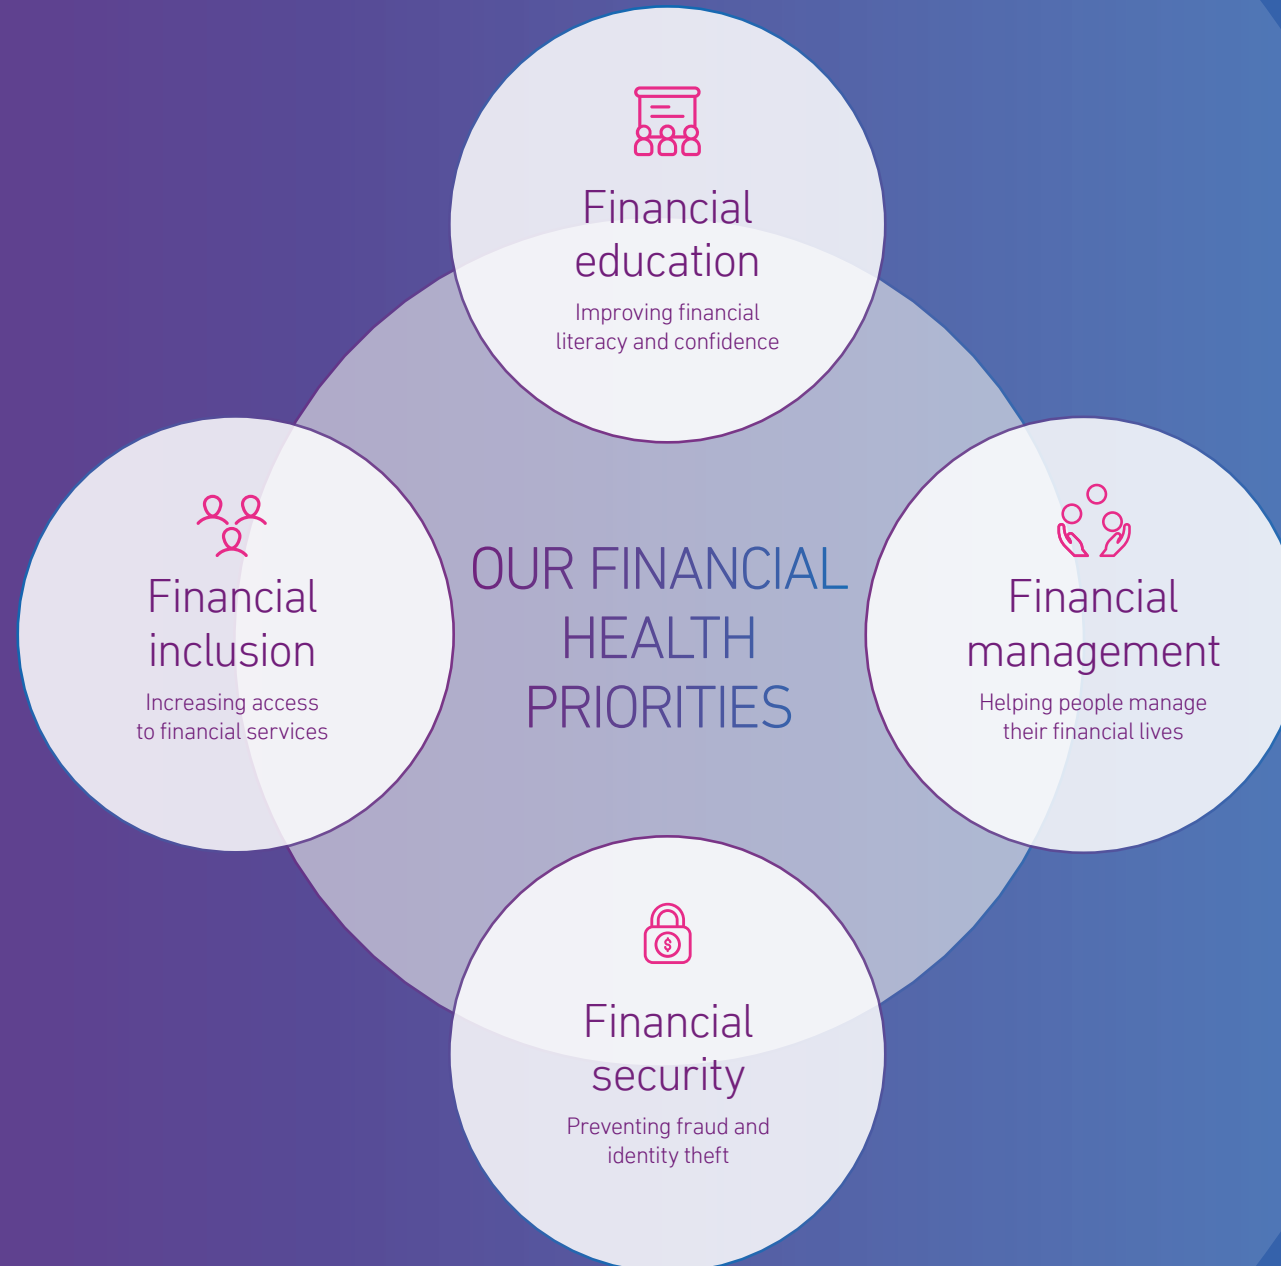 Financial
education
Improving financial
literacy and confidence
Financial
inclusion
Increasing access
to financial services
OUR FINANCIAL
HEALTH
PRIORITIES
Financial
management
Helping people manage
their financial lives
$
Financial
security
Preventing fraud and
identity theft